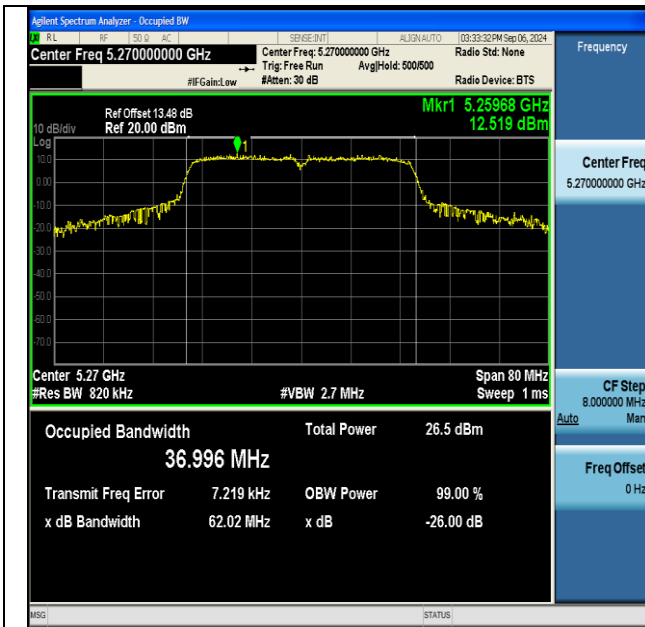 Agilent Spectrum Analyzer - Occupied BW
RL RF 50 Ω AC SENSE:INT ALIGN AUTO 03:33:32 PM Sep 06, 2024
Center Freq 5.270000000 GHz Center Freq: 5.270000000 GHz Radio Std: None Frequency
Trig: Free Run Avg|Hold: 500/500
#IFGain:Low #Atten: 30 dB Radio Device: BTS
Ref Offset 13.48 dB Mkr1 5.25968 GHz
10 dB/div Ref 20.00 dBm 12.519 dBm
Log
1
10.0
0.00
-10.0
-20.0
-30.0
-40.0
-50.0
-60.0
-70.0
Center 5.27 GHz Span 80 MHz
#Res BW 820 kHz #VBW 2.7 MHz Sweep 1 ms
Occupied Bandwidth Total Power 26.5 dBm
36.996 MHz
Transmit Freq Error 7.219 kHz OBW Power 99.00 %
x dB Bandwidth 62.02 MHz x dB -26.00 dB
Center Freq
5.270000000 GHz
CF Step
8.000000 MHz
Auto Man
Freq Offset
0 Hz
MSG STATUS